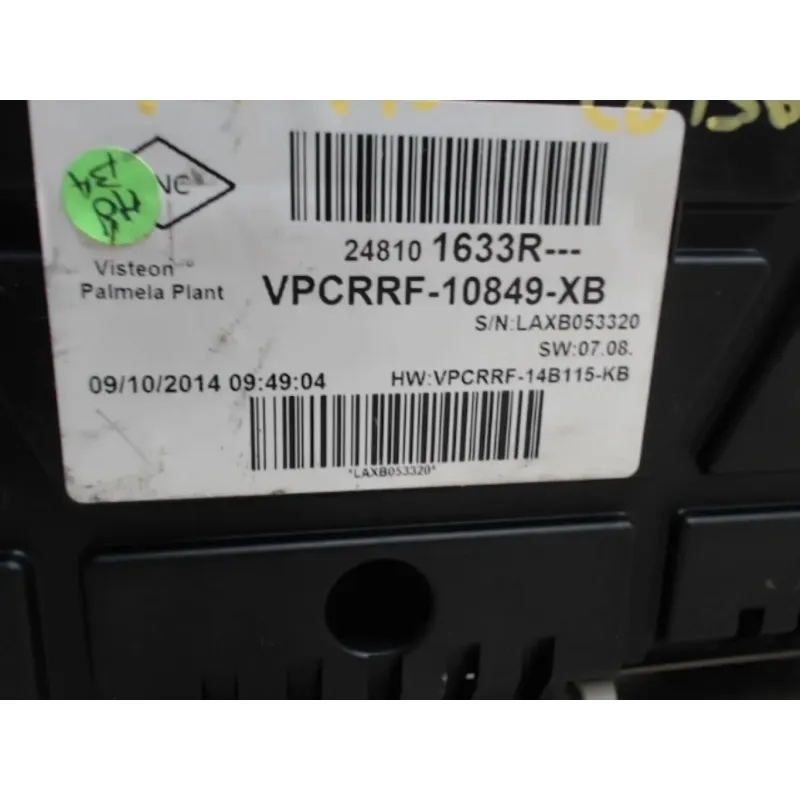 NC
24810 1633R---
Visteon
Palmela Plant
VPCRRF-10849-XB
S/N:LAXB053320
SW:07.08.
09/10/2014 09:49:04
HW:VPCRRF-14B115-KB
*LAXB053320*